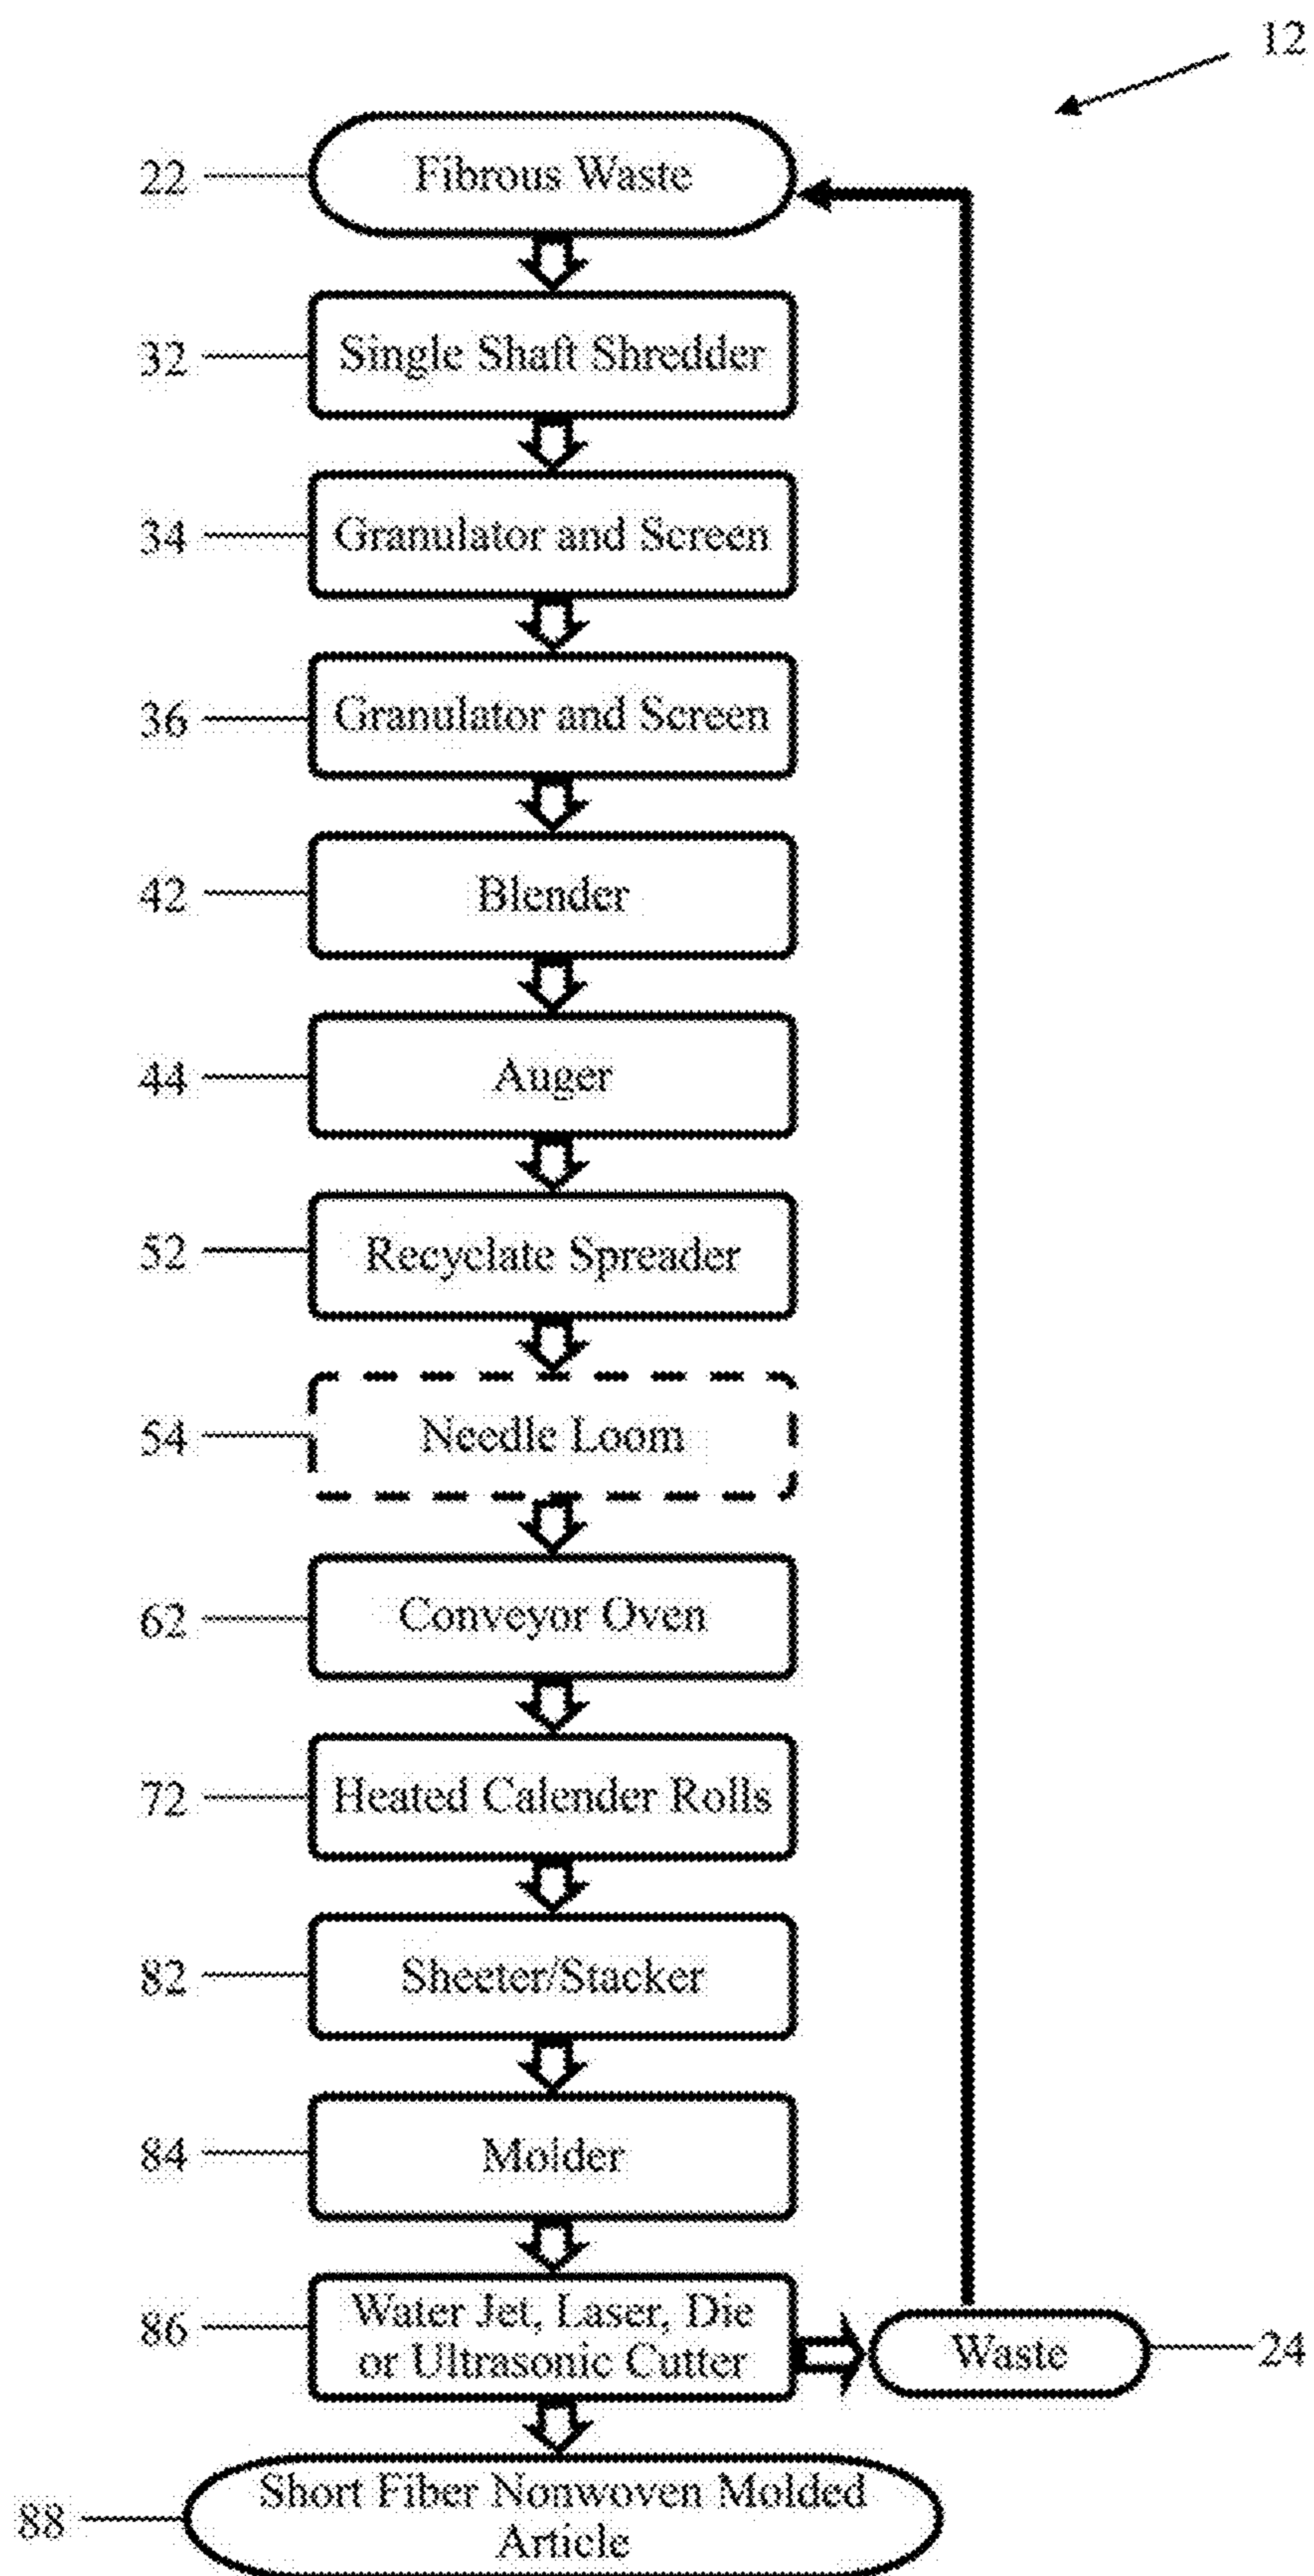 12
22
Fibrous Waste
32
Single Shaft Shredder
34
Granulator and Screen
36
Granulator and Screen
42
Blender
44
Auger
52
Recyclate Spreader
54
Needle Loom
62
Conveyor Oven
72
Heated Calender Rolls
82
Sheeter/Stacker
84
Molder
86
Water Jet, Laser, Die
or Ultrasonic Cutter
Waste
24
88
Short Fiber Nonwoven Molded
Article